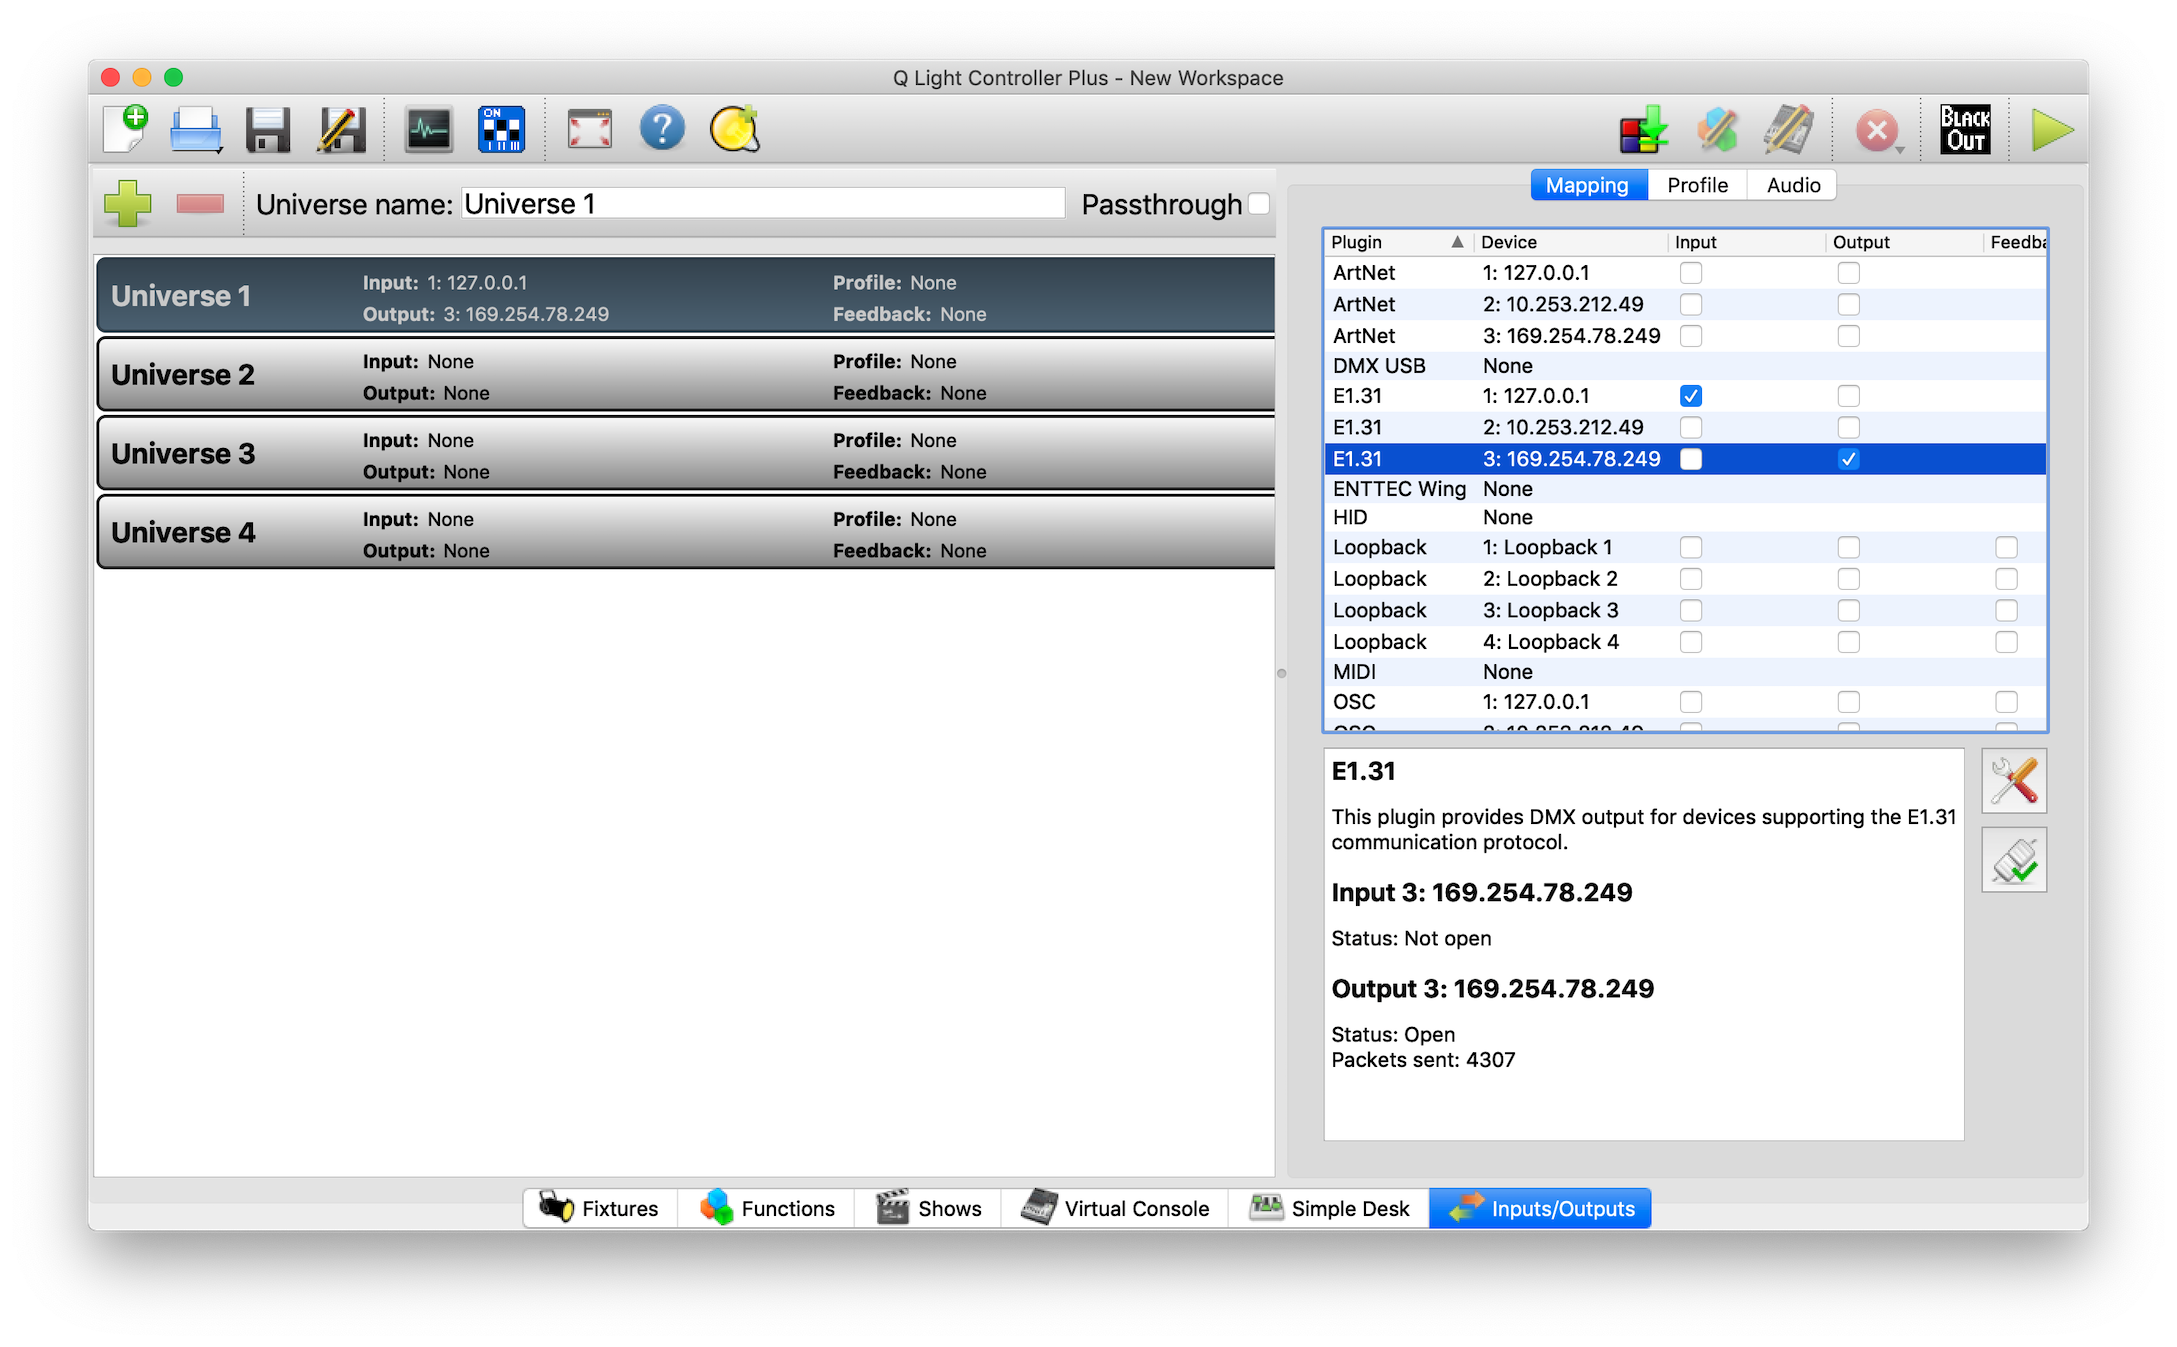 Q Light Controller Plus - New Workspace
ON
BLACK
OUT
Universe name: Universe 1 Passthrough
Mapping Profile Audio
Universe 1 Input: 1: 127.0.0.1 Profile: None
Output: 3: 169.254.78.249 Feedback: None
Universe 2 Input: None Profile: None
Output: None Feedback: None
Universe 3 Input: None Profile: None
Output: None Feedback: None
Universe 4 Input: None Profile: None
Output: None Feedback: None
Plugin Device Input Output Feedba
ArtNet 1: 127.0.0.1
ArtNet 2: 10.253.212.49
ArtNet 3: 169.254.78.249
DMX USB None
E1.31 1: 127.0.0.1
E1.31 2: 10.253.212.49
E1.31 3: 169.254.78.249
ENTTEC Wing None
HID None
Loopback 1: Loopback 1
Loopback 2: Loopback 2
Loopback 3: Loopback 3
Loopback 4: Loopback 4
MIDI None
OSC 1: 127.0.0.1
OSC 2: 10.253.212.49
E1.31
This plugin provides DMX output for devices supporting the E1.31
communication protocol.
Input 3: 169.254.78.249
Status: Not open
Output 3: 169.254.78.249
Status: Open
Packets sent: 4307
Fixtures Functions Shows Virtual Console Simple Desk Inputs/Outputs